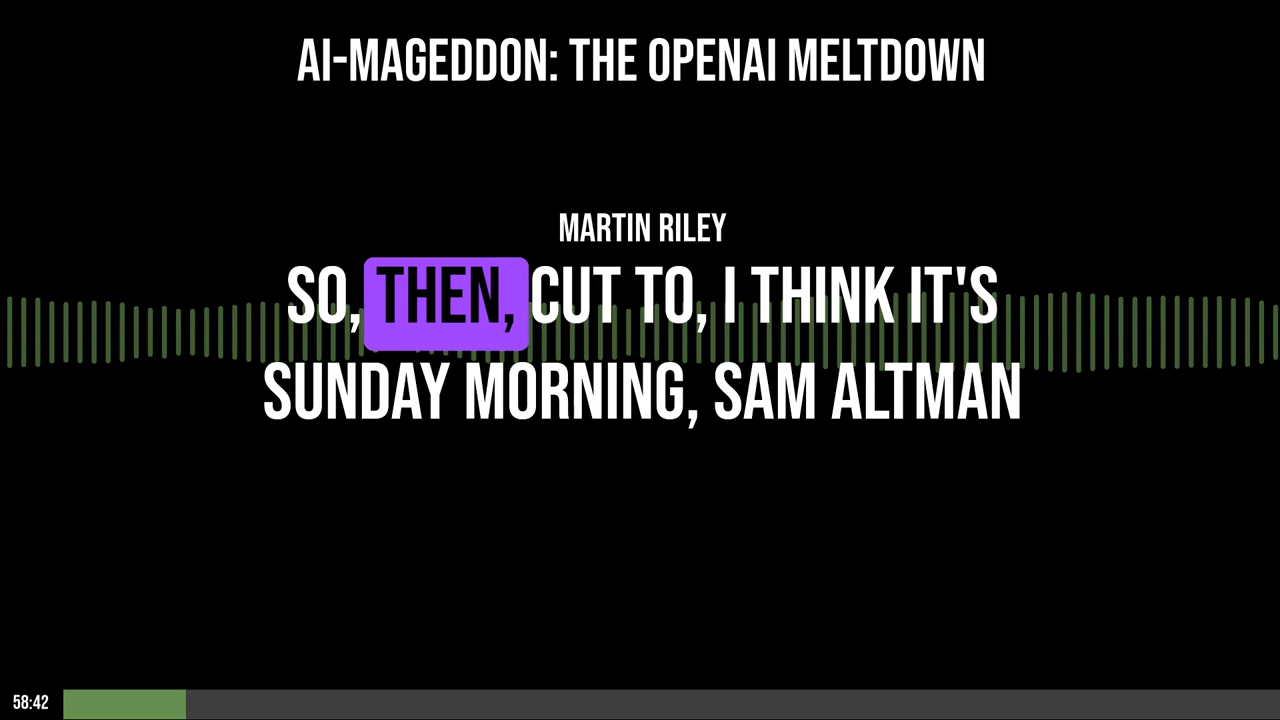 AI-MAGEDDON: THE OPENAI MELTDOWN
MARTIN RILEY
SO, THEN, CUT TO, I THINK IT'S
SUNDAY MORNING, SAM ALTMAN
58:42